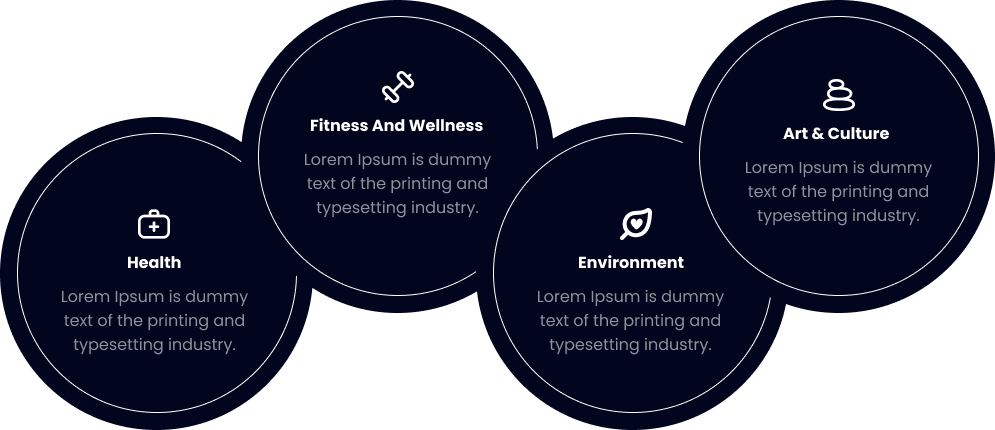 Health
Lorem Ipsum is dummy
text of the printing and
typesetting industry.
Fitness And Wellness
Lorem Ipsum is dummy
text of the printing and
typesetting industry.
Environment
Lorem Ipsum is dummy
text of the printing and
typesetting industry.
Art & Culture
Lorem Ipsum is dummy
text of the printing and
typesetting industry.